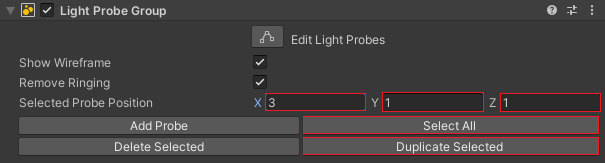 Light Probe Group
Edit Light Probes
Show Wireframe
Remove Ringing
Selected Probe Position X 3 Y 1 Z 1
Add Probe Select All
Delete Selected Duplicate Selected